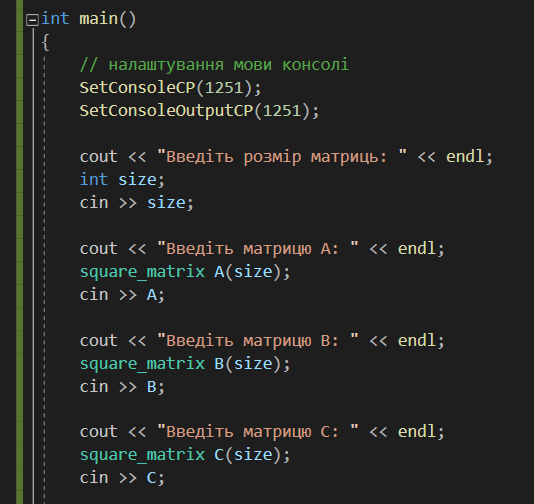 int main()
{
// налаштування мови консолі
SetConsoleCP(1251);
SetConsoleOutputCP(1251);
cout << "Введіть розмір матриць: " << endl;
int size;
cin >> size;
cout << "Введіть матрицю A: " << endl;
square_matrix A(size);
cin >> A;
cout << "Введіть матрицю B: " << endl;
square_matrix B(size);
cin >> B;
cout << "Введіть матрицю C: " << endl;
square_matrix C(size);
cin >> C;